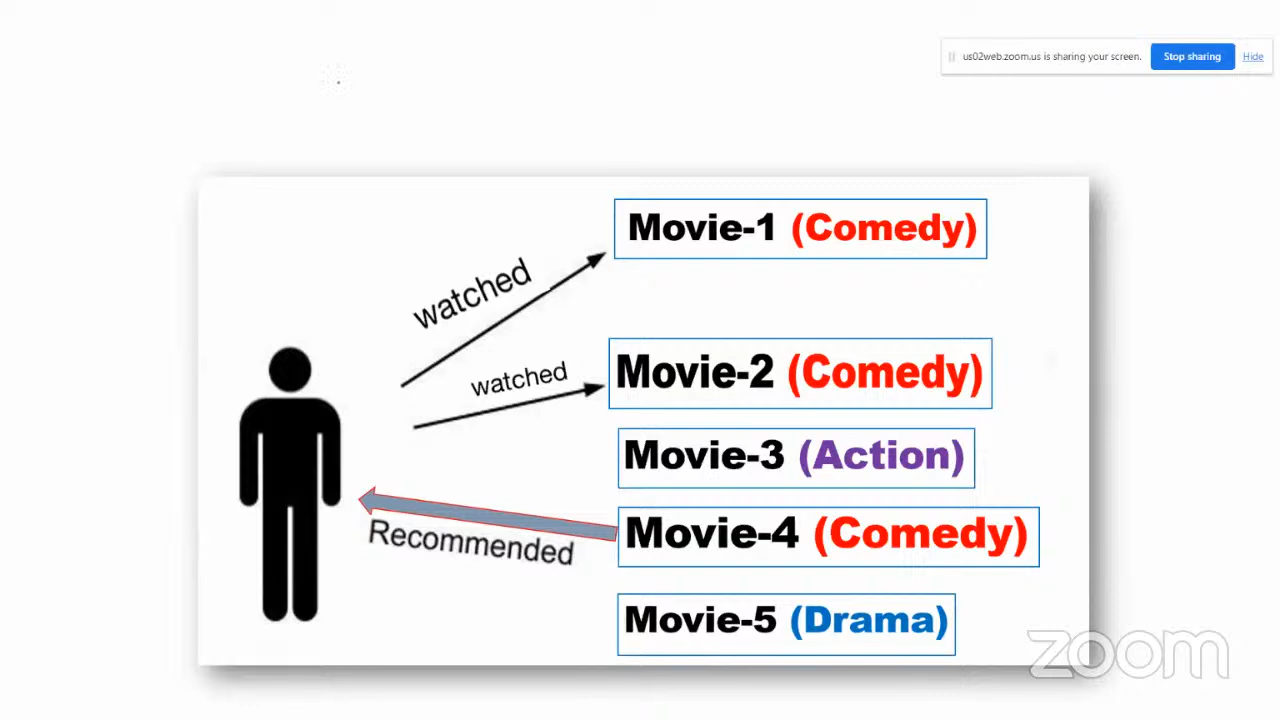 us02web.zoom.us is sharing your screen. Stop sharing Hide
Movie-1 (Comedy)
watched
Movie-2 (Comedy)
watched
Movie-3 (Action)
Movie-4 (Comedy)
Recommended
Movie-5 (Drama)
zoom